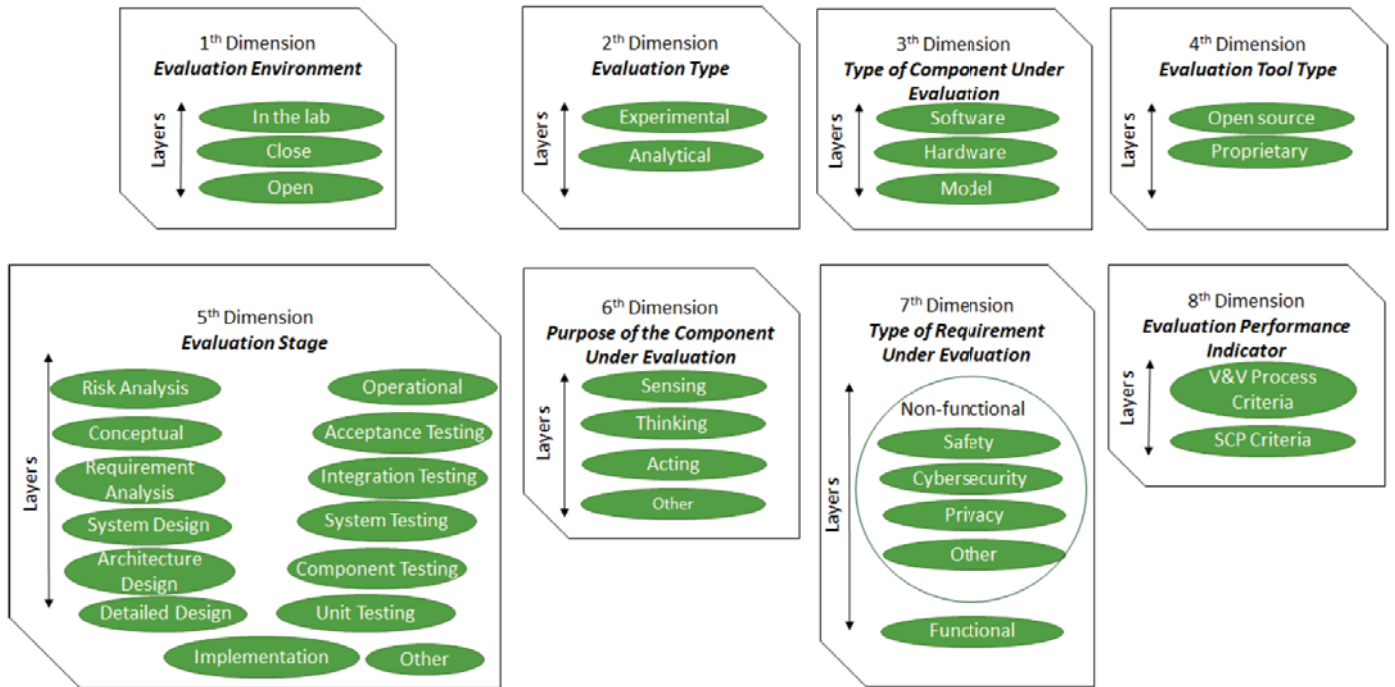 1th Dimension
Evaluation Environment
Layers
In the lab
Close
Open
2th Dimension
Evaluation Type
Layers
Experimental
Analytical
3th Dimension
Type of Component Under
Evaluation
Layers
Software
Hardware
Model
4th Dimension
Evaluation Tool Type
Layers
Open source
Proprietary
5th Dimension
Evaluation Stage
Layers
Risk Analysis
Conceptual
Requirement
Analysis
System Design
Architecture
Design
Detailed Design
Implementation
Operational
Acceptance Testing
Integration Testing
System Testing
Component Testing
Unit Testing
Other
6th Dimension
Purpose of the Component
Under Evaluation
Layers
Sensing
Thinking
Acting
Other
7th Dimension
Type of Requirement
Under Evaluation
Layers
Non-functional
Safety
Cybersecurity
Privacy
Other
Functional
8th Dimension
Evaluation Performance
Indicator
Layers
V&V Process
Criteria
SCP Criteria